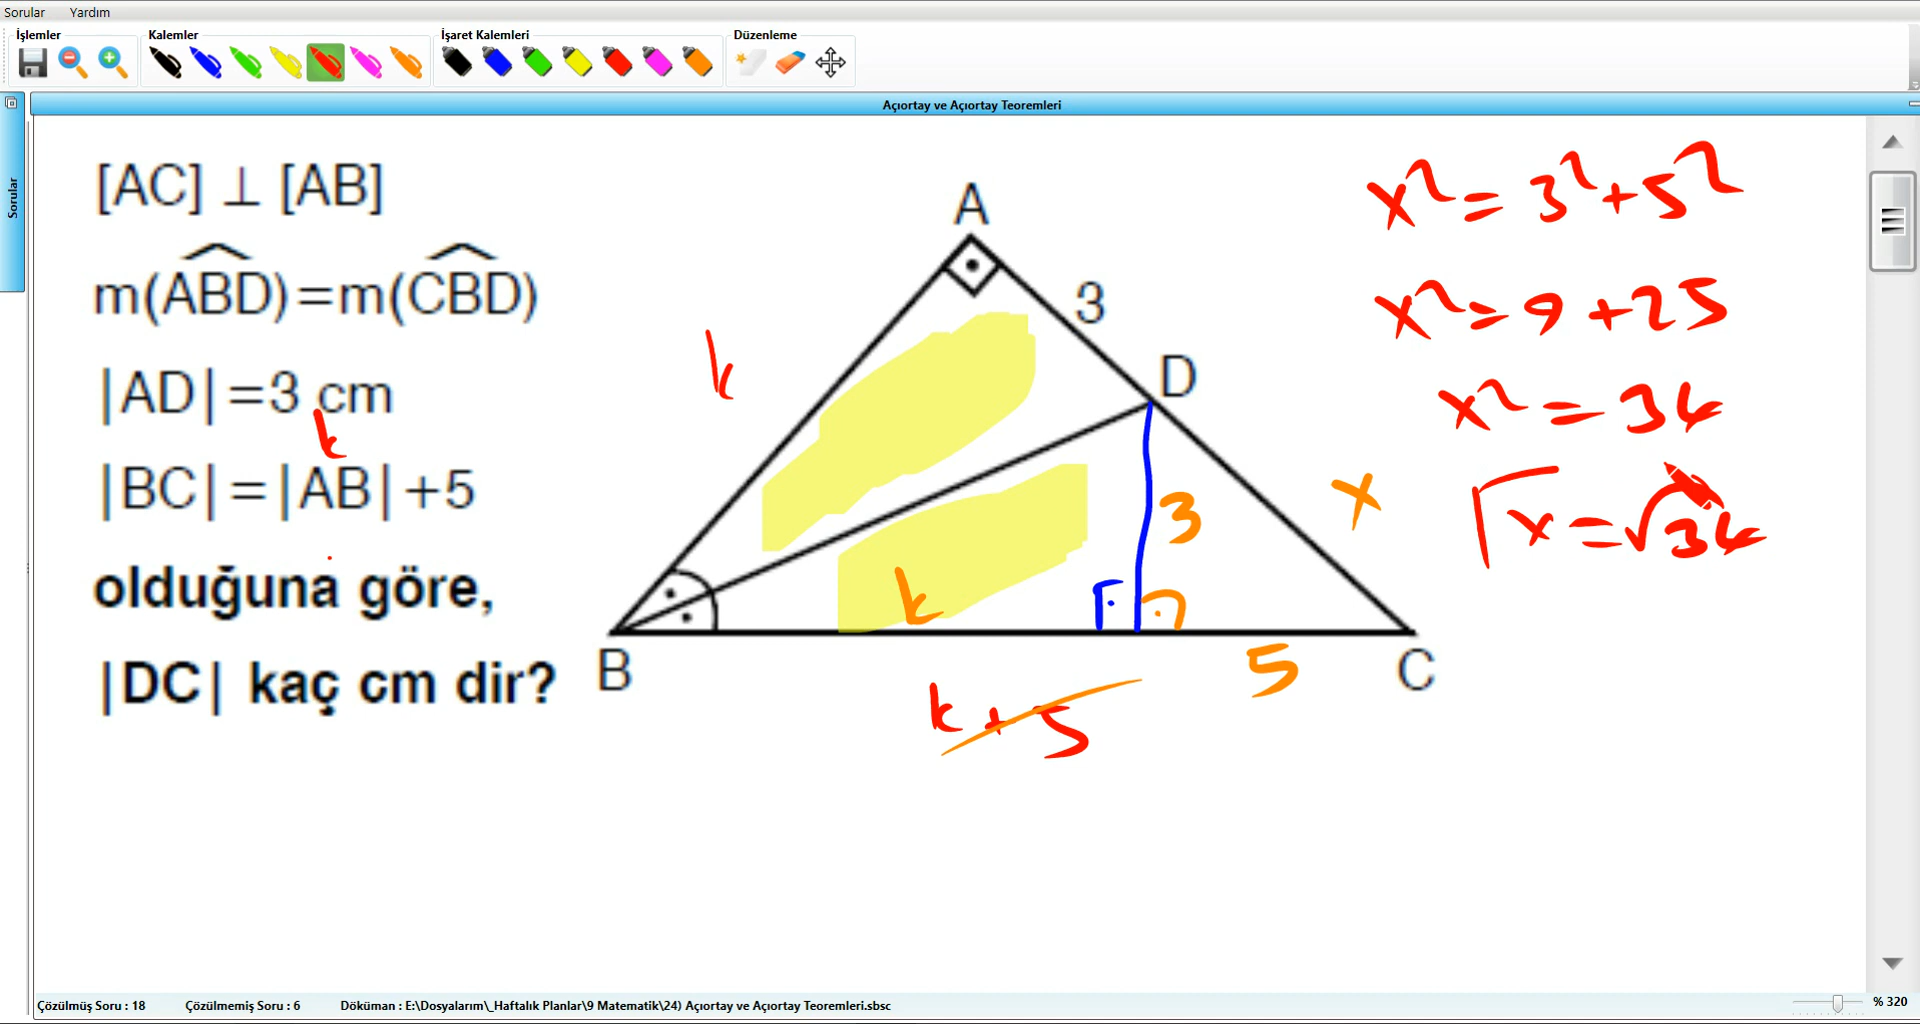 Sorular Yardım
İşlemler Kalemler İşaret Kalemleri Düzenleme
Açıortay ve Açıortay Teoremleri
Sorular
[AC] ⊥ [AB]
m(ABD)=m(CBD)
|AD|=3 cm
k
|BC|=|AB|+5
olduğuna göre,
|DC| kaç cm dir?
A
3
D
k
x
3
k
B
5
C
k+5
x²=3²+5²
x²=9+25
x²=34
x=√34
Çözülmüş Soru : 18 Çözülmemiş Soru : 6 Döküman : E:\Dosyalarım\_Haftalık Planlar\9 Matematik\24) Açıortay ve Açıortay Teoremleri.sbsc
% 320